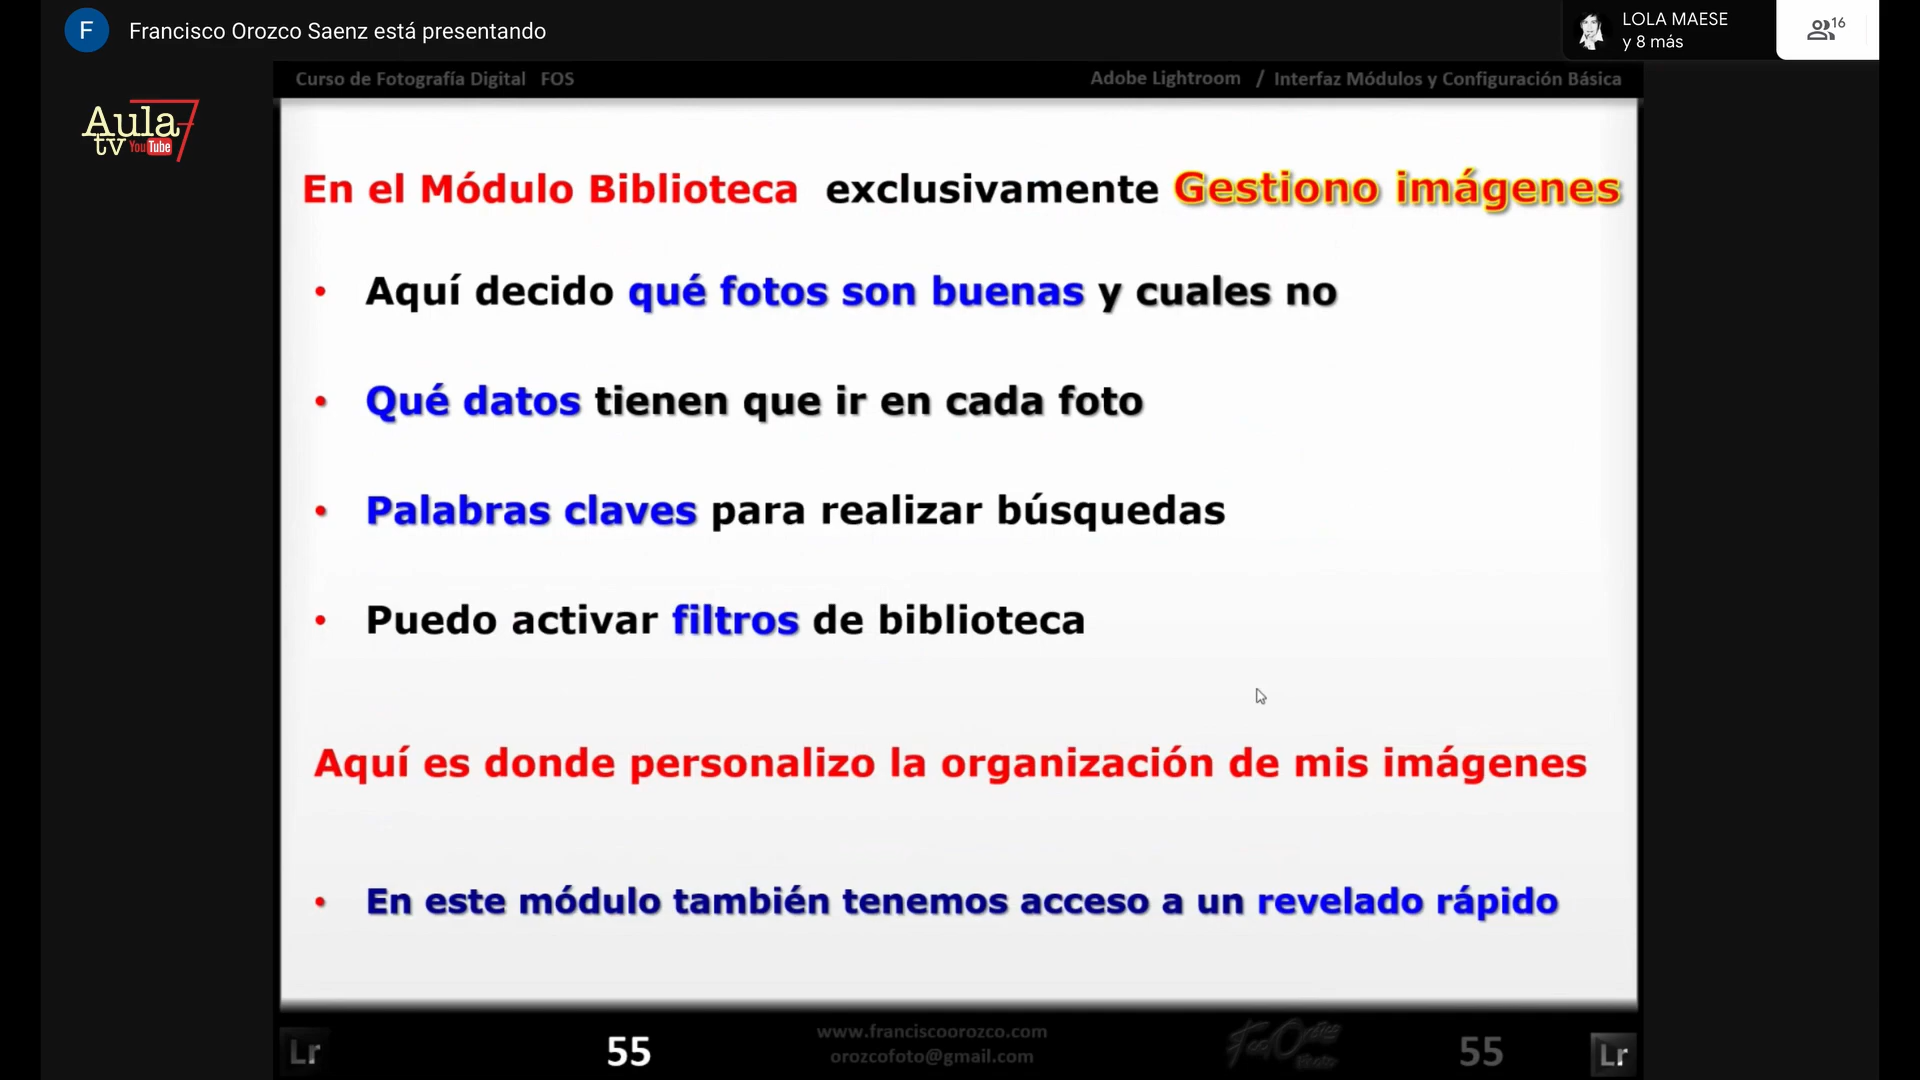 F Francisco Orozco Saenz está presentando
LOLA MAESE
y 8 más
16
Aula 7
tv YouTube
Curso de Fotografía Digital FOS
Adobe Lightroom / Interfaz Módulos y Configuración Básica
En el Módulo Biblioteca exclusivamente Gestiono imágenes
• Aquí decido qué fotos son buenas y cuales no
• Qué datos tienen que ir en cada foto
• Palabras claves para realizar búsquedas
• Puedo activar filtros de biblioteca
Aquí es donde personalizo la organización de mis imágenes
• En este módulo también tenemos acceso a un revelado rápido
Lr
55
www.franciscoorozco.com
orozcofoto@gmail.com
55
Lr